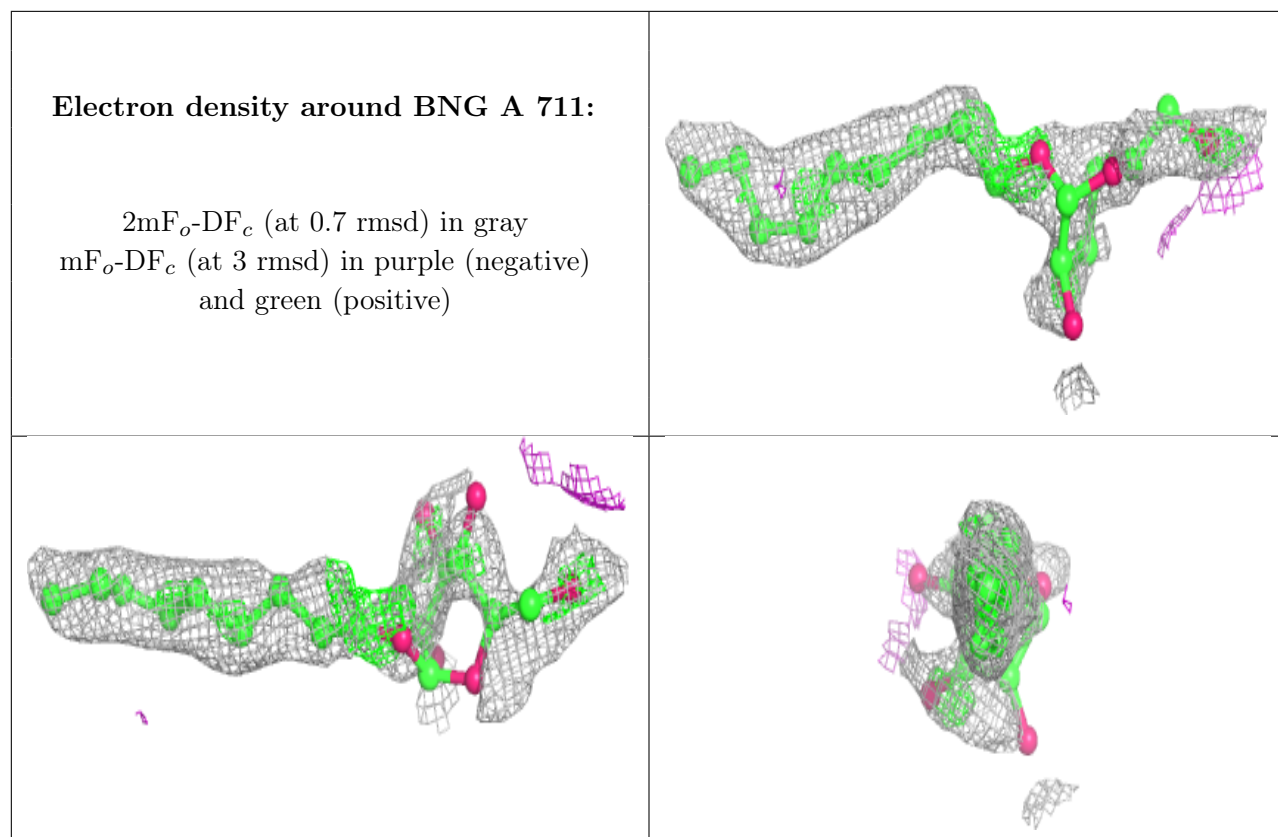 Electron density around BNG A 711:
2mFo-DFc (at 0.7 rmsd) in gray
mFo-DFc (at 3 rmsd) in purple (negative)
and green (positive)